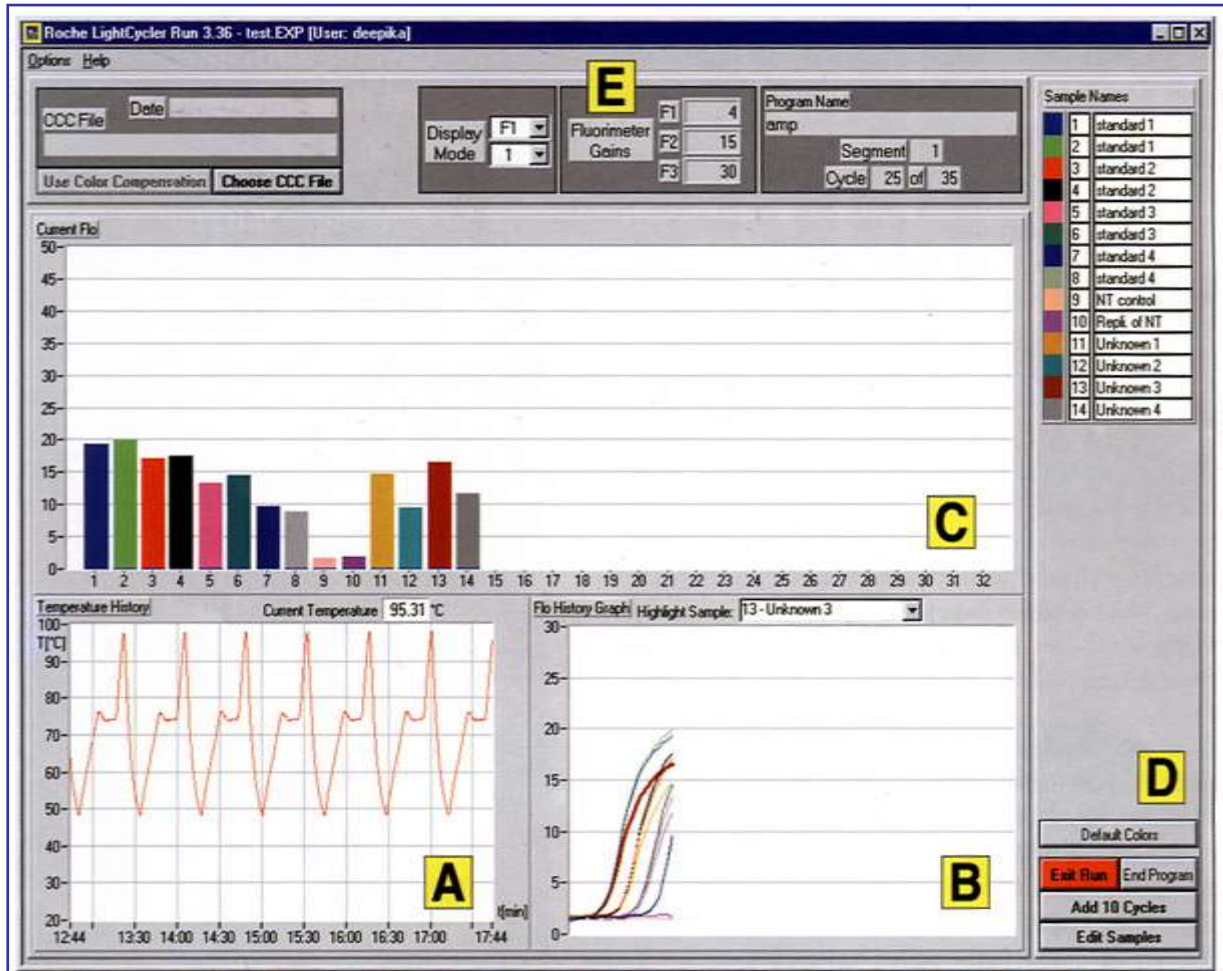 Roche LightCycler Run 3.36 - test.EXP [User: deepika]
Options Help
E
CCC File Date
Use Color Compensation Choose CCC File
Display Mode F1
1
Fluorimeter Gains
F1 4
F2 15
F3 30
Program Name
amp
Segment 1
Cycle 25 of 35
Sample Names
1 standard 1
2 standard 1
3 standard 2
4 standard 2
5 standard 3
6 standard 3
7 standard 4
8 standard 4
9 NT control
10 Repli. of NT
11 Unknown 1
12 Unknown 2
13 Unknown 3
14 Unknown 4
Current Flo
50
45
40
35
30
25
20
15
10
5
0
1 2 3 4 5 6 7 8 9 10 11 12 13 14 15 16 17 18 19 20 21 22 23 24 25 26 27 28 29 30 31 32
C
Temperature History Current Temperature 95.31 °C
T[°C]
100
90
80
70
60
50
40
30
20
12:44 13:30 14:00 14:30 15:00 15:30 16:00 16:30 17:00 17:44
t[min]
A
Flo History Graph Highlight Sample: 13 - Unknown 3
30
25
20
15
10
5
0
B
D
Default Colors
Exit Run End Program
Add 10 Cycles
Edit Samples